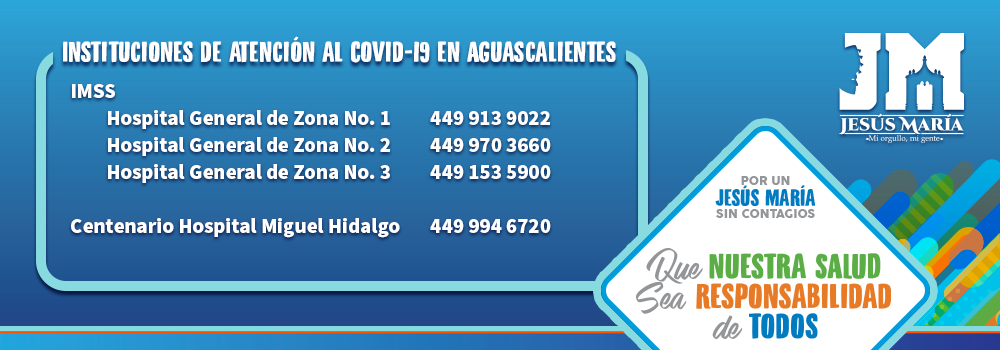 INSTITUCIONES DE ATENCIÓN AL COVID-19 EN AGUASCALIENTES
IMSS
Hospital General de Zona No. 1 449 913 9022
Hospital General de Zona No. 2 449 970 3660
Hospital General de Zona No. 3 449 153 5900
Centenario Hospital Miguel Hidalgo 449 994 6720
JM
JESÚS MARÍA
•Mi orgullo, mi gente•
POR UN
JESÚS MARÍA
SIN CONTAGIOS
Que NUESTRA SALUD
Sea RESPONSABILIDAD
de TODOS